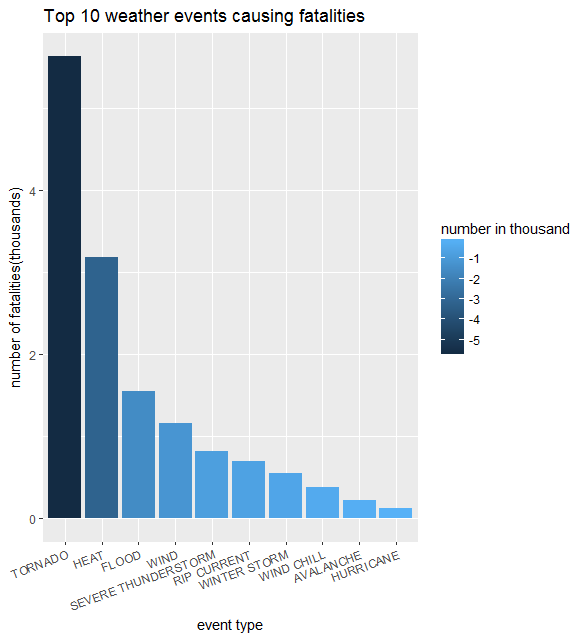 Top 10 weather events causing fatalities
number of fatalities(thousands)
4
2
0
TORNADO
HEAT
FLOOD
WIND
SEVERE THUNDERSTORM
RIP CURRENT
WINTER STORM
WIND CHILL
AVALANCHE
HURRICANE
event type
number in thousand
-1
-2
-3
-4
-5